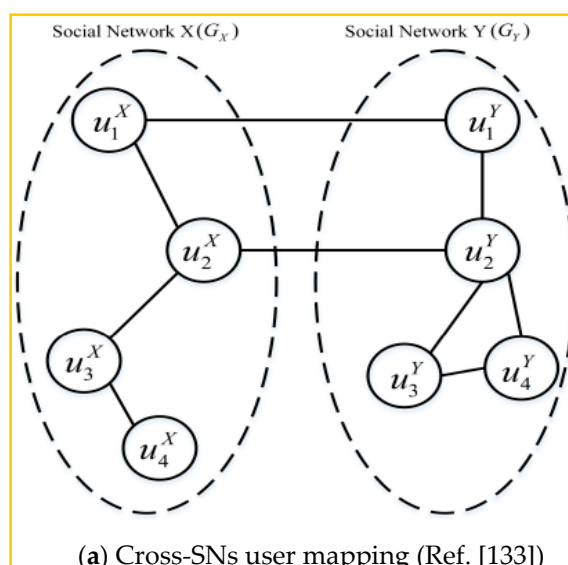 Social Network X(G_X) Social Network Y(G_Y)
u_1^X u_1^Y
u_2^X u_2^Y
u_3^X u_3^Y u_4^Y
u_4^X
(a) Cross-SNs user mapping (Ref. [133])